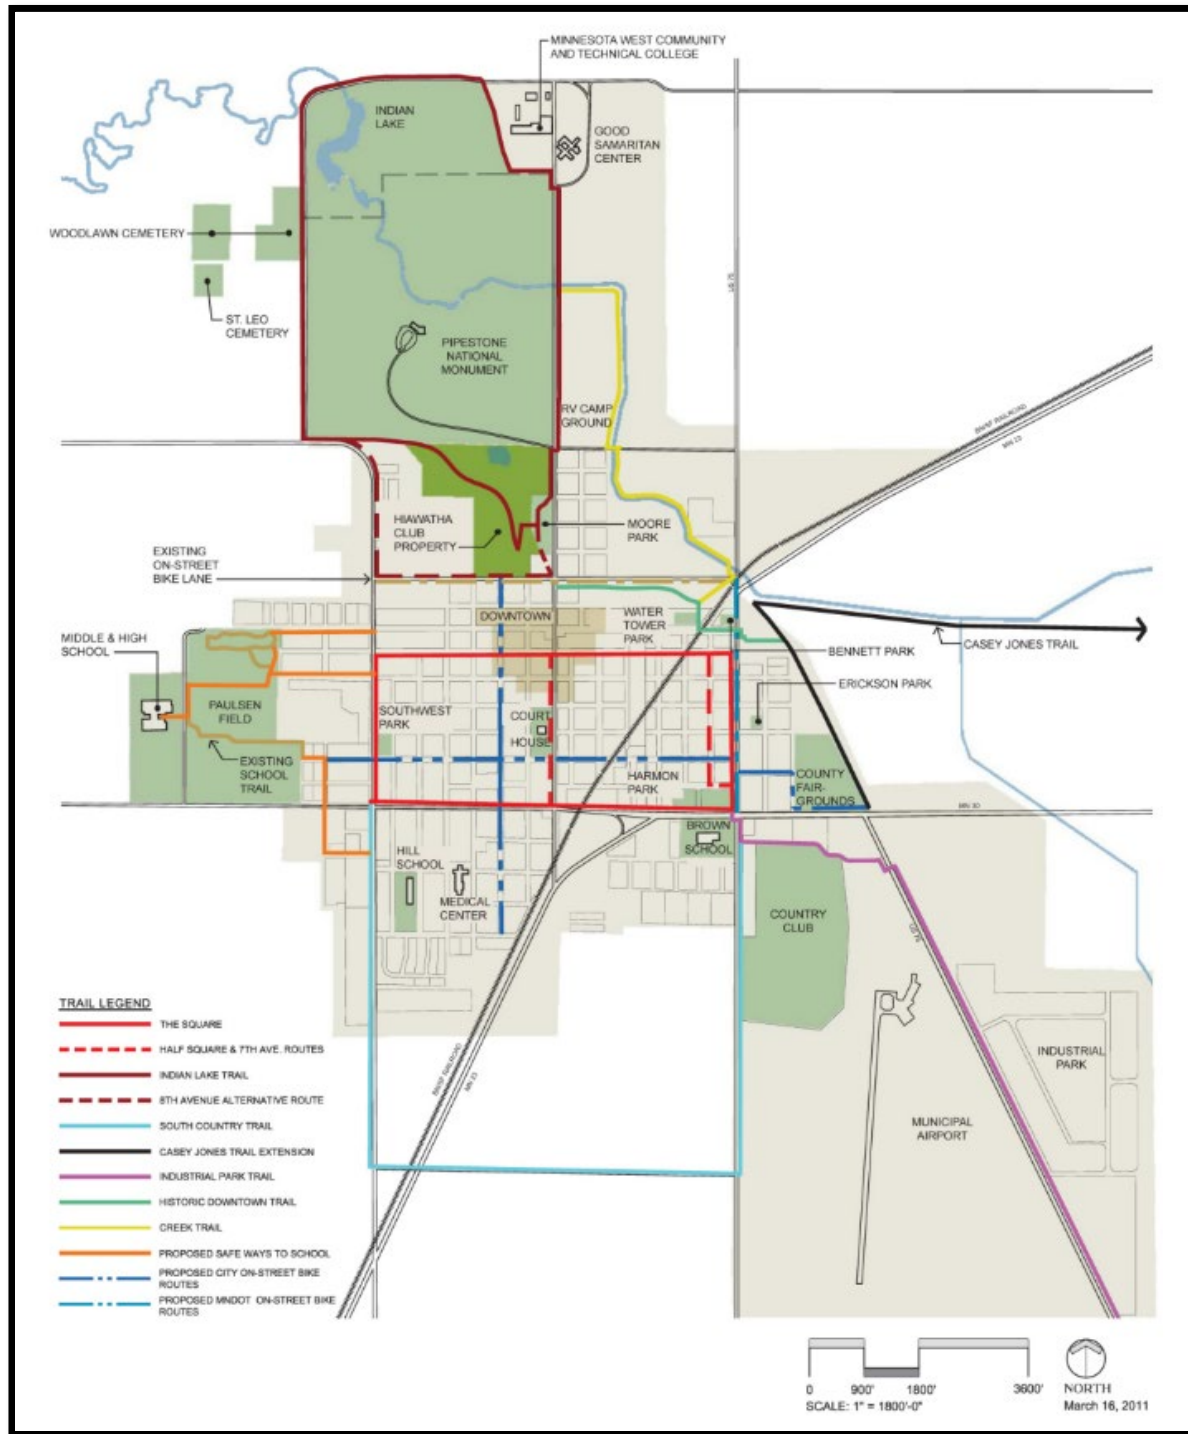 MINNESOTA WEST COMMUNITY
AND TECHNICAL COLLEGE
INDIAN
LAKE
GOOD
SAMARITAN
CENTER
WOODLAWN CEMETERY
ST. LEO
CEMETERY
US 75
PIPESTONE
NATIONAL
MONUMENT
RV CAMP
GROUND
BNSF RAILROAD
MN 23
HIAWATHA
CLUB
PROPERTY
MOORE
PARK
EXISTING
ON-STREET
BIKE LANE
DOWNTOWN
WATER
TOWER
PARK
MIDDLE & HIGH
SCHOOL
BENNETT PARK
CASEY JONES TRAIL
ERICKSON PARK
PAULSEN
FIELD
SOUTHWEST
PARK
COURT
HOUSE
EXISTING
SCHOOL
TRAIL
HARMON
PARK
COUNTY
FAIR-
GROUNDS
MN 30
BROWN
SCHOOL
HILL
SCHOOL
MEDICAL
CENTER
COUNTRY
CLUB
INDUSTRIAL
PARK
BNSF RAILROAD
MN 23
MUNICIPAL
AIRPORT
TRAIL LEGEND
THE SQUARE
HALF SQUARE & 7TH AVE. ROUTES
INDIAN LAKE TRAIL
8TH AVENUE ALTERNATIVE ROUTE
SOUTH COUNTRY TRAIL
CASEY JONES TRAIL EXTENSION
INDUSTRIAL PARK TRAIL
HISTORIC DOWNTOWN TRAIL
CREEK TRAIL
PROPOSED SAFE WAYS TO SCHOOL
PROPOSED CITY ON-STREET BIKE
ROUTES
PROPOSED MNDOT ON-STREET BIKE
ROUTES
0 900' 1800' 3600'
SCALE: 1" = 1800'-0"
NORTH
March 16, 2011